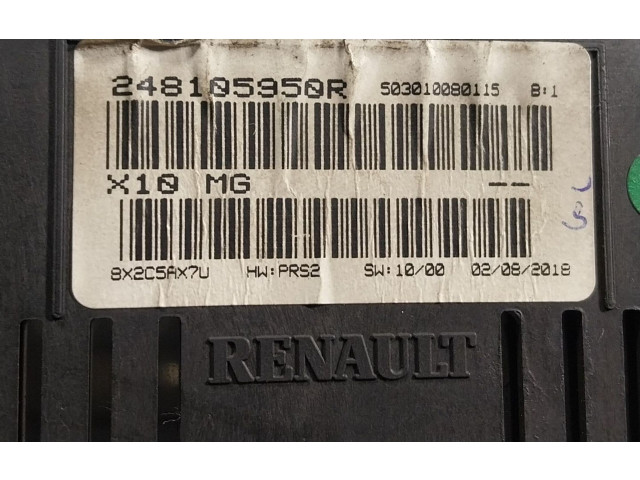 248105950R 503010080115 B:1
X10 MG --
8X2C5AX7U HW:PRS2 SW:10/00 02/08/2018
RENAULT